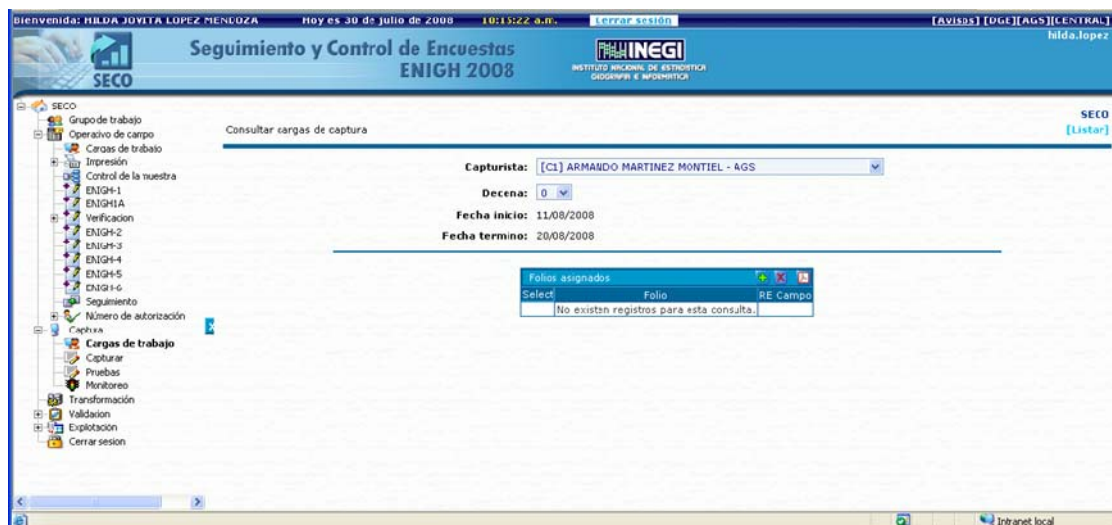 Bienvenida: HILDA JOVITA LOPEZ MENDOZA Hoy es 30 de Julio de 2008 10:15:22 a.m. Cerrar sesión [Avisos] [DGE][AGS][CENTRAL]
hilda.lopez
Seguimiento y Control de Encuestas
ENIGH 2008
SECO
INEGI
INSTITUTO NACIONAL DE ESTADISTICA
GEOGRAFIA E INFORMATICA
SECO
Grupo de trabajo
Operativo de campo
Cargas de trabajo
Impresión
Control de la muestra
ENIGH-1
ENIGH1A
Verificacion
ENIGH-2
ENIGH-3
ENIGH-4
ENIGH-5
ENIGH-6
Seguimiento
Número de autorización
Captura
Cargas de trabajo
Capturar
Pruebas
Monitoreo
Transformación
Validacion
Explotación
Cerrar sesion
SECO
[Listar]
Consultar cargas de captura
Capturista: [C1] ARMANDO MARTINEZ MONTIEL - AGS
Decena: 0
Fecha inicio: 11/08/2008
Fecha termino: 20/08/2008
Folios asignados
Select Folio RE Campo
No existen registros para esta consulta.
Intranet local